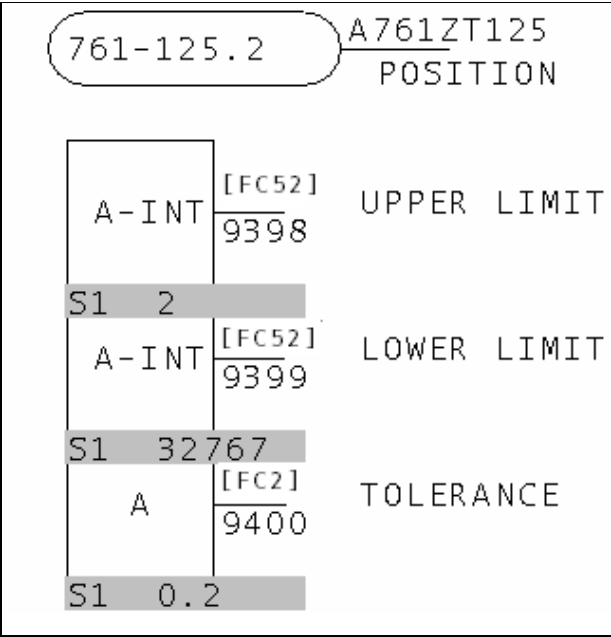 761-125.2 A761ZT125
POSITION
A-INT [FC52] UPPER LIMIT
9398
S1 2
A-INT [FC52] LOWER LIMIT
9399
S1 32767
A [FC2] TOLERANCE
9400
S1 0.2